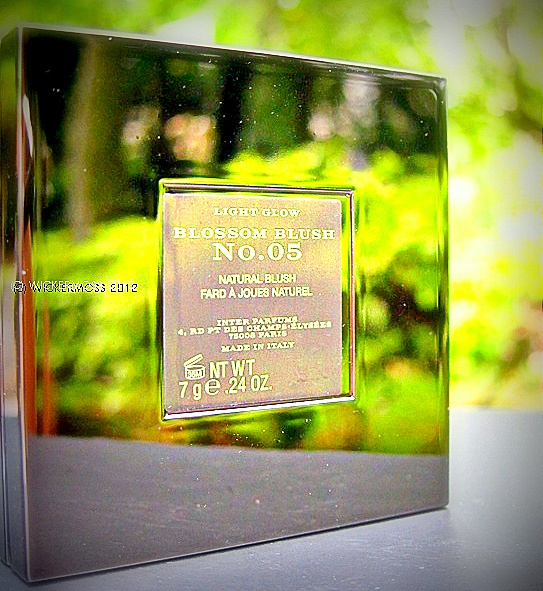 LIGHT GLOW
BLOSSOM BLUSH
No.05
NATURAL BLUSH
FARD À JOUES NATUREL
INTER PARFUMS
4, RD PT DES CHAMPS-ÉLYSÉES
75008 PARIS
MADE IN ITALY
NT WT
7 g e .24 OZ.
(C) WICKERMOSS 2012